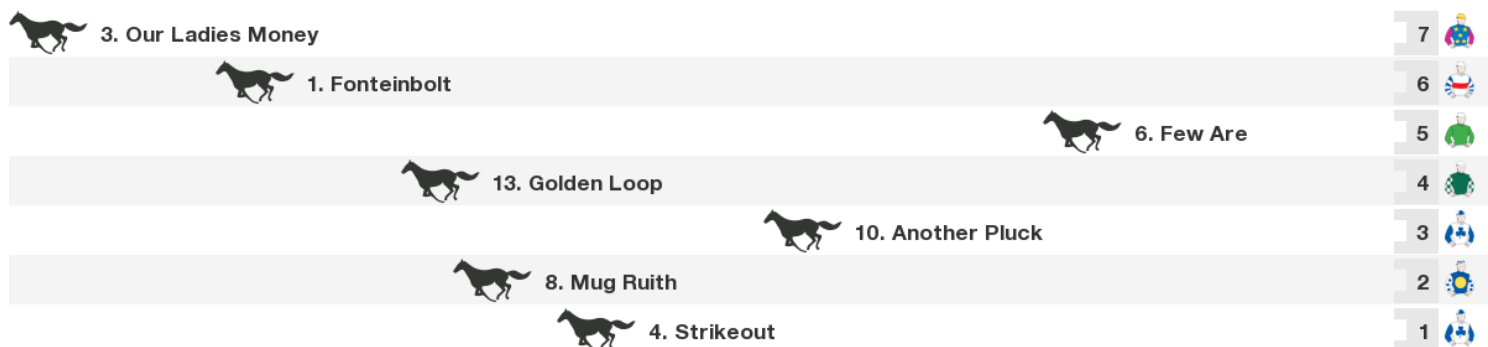 3. Our Ladies Money 7
1. Fonteinbolt 6
6. Few Are 5
13. Golden Loop 4
10. Another Pluck 3
8. Mug Ruith 2
4. Strikeout 1